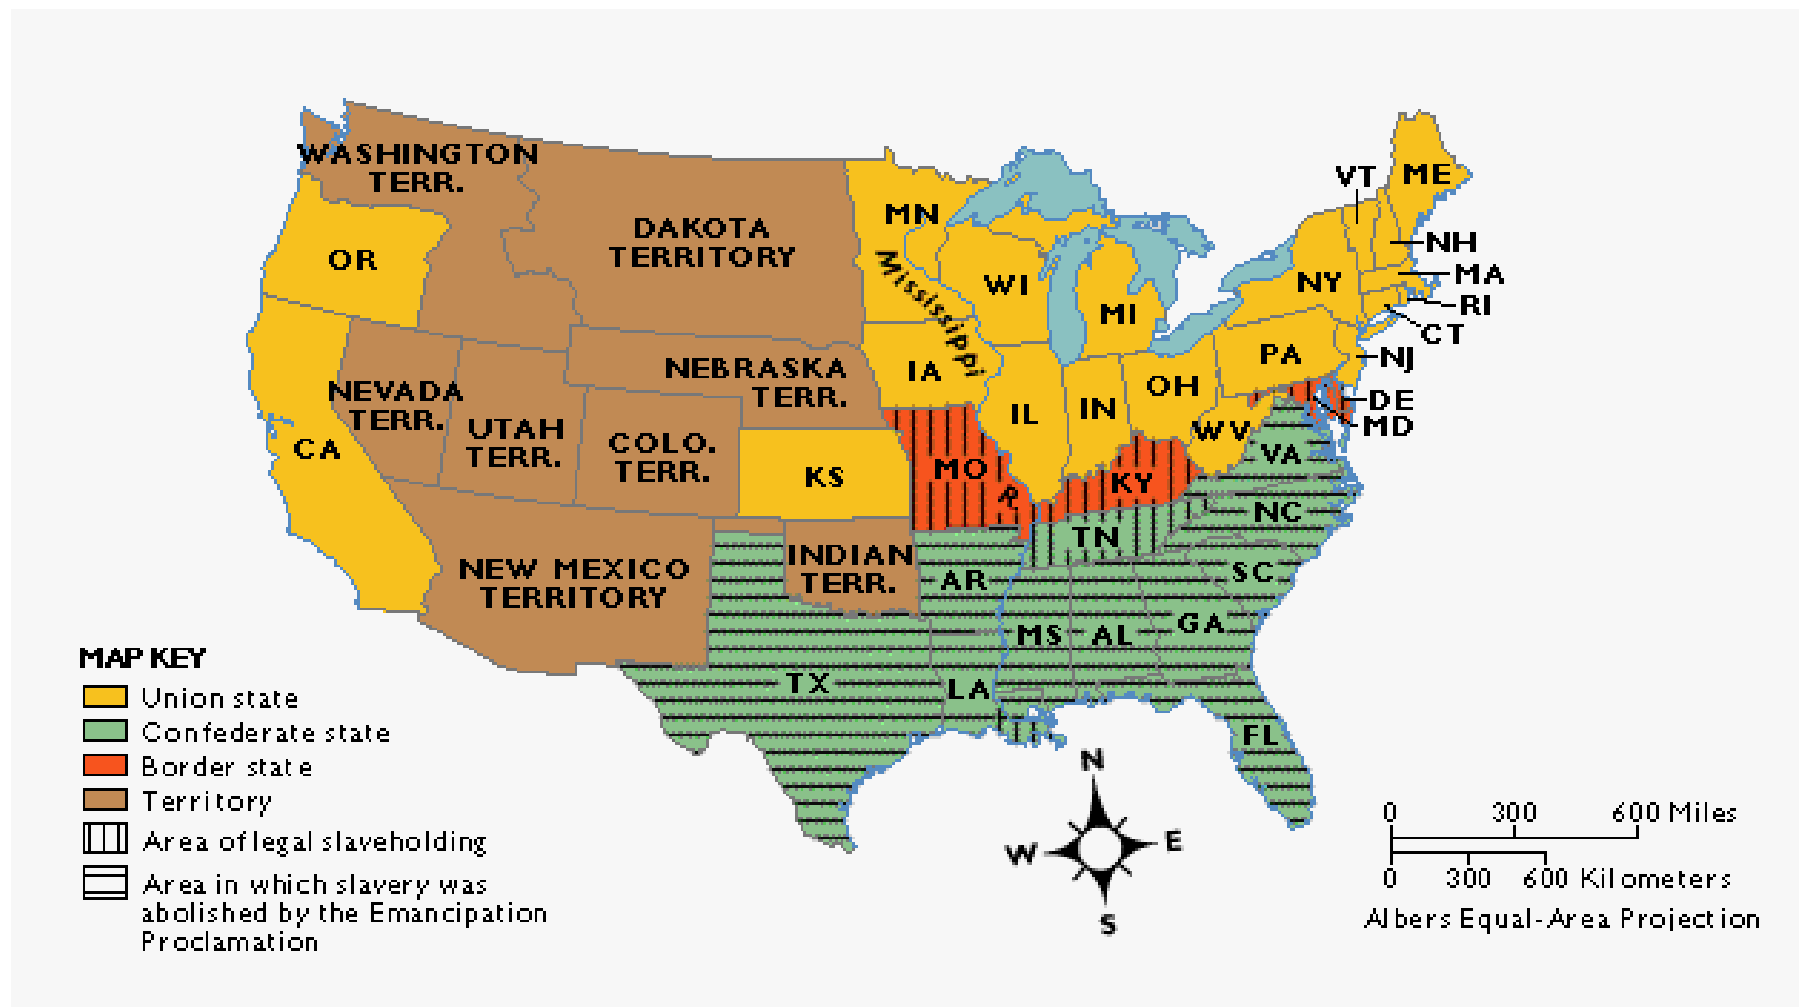 WASHINGTON
TERR.
OR
DAKOTA
TERRITORY
MN
Mississippi
R
WI
MI
VT
ME
NH
MA
RI
CT
NY
PA
NJ
DE
MD
CA
NEVADA
TERR.
UTAH
TERR.
COLO.
TERR.
NEBRASKA
TERR.
IA
IL
IN
OH
WV
VA
KS
MO
KY
NC
TN
NEW MEXICO
TERRITORY
INDIAN
TERR.
AR
SC
MS
AL
GA
TX
LA
FL
MAP KEY
Union state
Confederate state
Border state
Territory
Area of legal slaveholding
Area in which slavery was
abolished by the Emancipation
Proclamation
N
W
E
S
0 300 600 Miles
0 300 600 Kilometers
Albers Equal-Area Projection